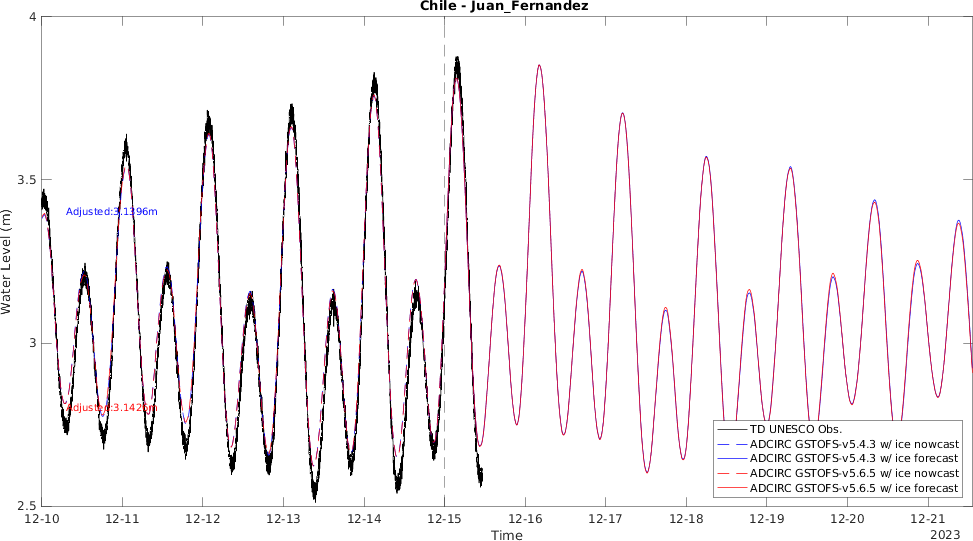 Chile - Juan_Fernandez
Water Level (m)
4
3.5
3
2.5
Adjusted:3.1396m
Adjusted:3.1426m
12-10 12-11 12-12 12-13 12-14 12-15 12-16 12-17 12-18 12-19 12-20 12-21
2023
Time
TD UNESCO Obs.
ADCIRC GSTOFS-v5.4.3 w/ ice nowcast
ADCIRC GSTOFS-v5.4.3 w/ ice forecast
ADCIRC GSTOFS-v5.6.5 w/ ice nowcast
ADCIRC GSTOFS-v5.6.5 w/ ice forecast